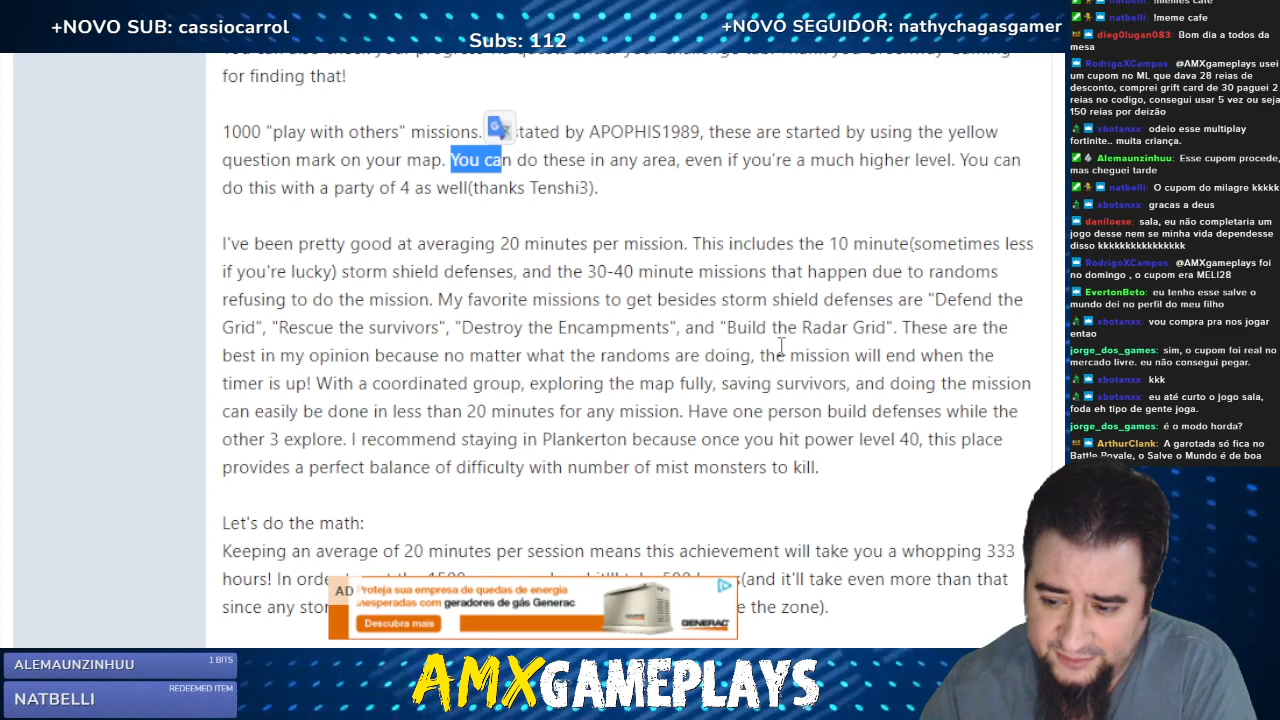 +NOVO SUB: cassiocarrol
Subs: 112
+NOVO SEGUIDOR: nathychagasgamer
for finding that!
1000 "play with others" missions. stated by APOPHIS1989, these are started by using the yellow
question mark on your map. You can do these in any area, even if you're a much higher level. You can
do this with a party of 4 as well(thanks Tenshi3).
I've been pretty good at averaging 20 minutes per mission. This includes the 10 minute(sometimes less
if you're lucky) storm shield defenses, and the 30-40 minute missions that happen due to randoms
refusing to do the mission. My favorite missions to get besides storm shield defenses are "Defend the
Grid", "Rescue the survivors", "Destroy the Encampments", and "Build the Radar Grid". These are the
best in my opinion because no matter what the randoms are doing, the mission will end when the
timer is up! With a coordinated group, exploring the map fully, saving survivors, and doing the mission
can easily be done in less than 20 minutes for any mission. Have one person build defenses while the
other 3 explore. I recommend staying in Plankerton because once you hit power level 40, this place
provides a perfect balance of difficulty with number of mist monsters to kill.
Let's do the math:
Keeping an average of 20 minutes per session means this achievement will take you a whopping 333
hours! In (and it'll take even more than that
since any the zone).
AD
Proteja sua empresa de quedas de energia
inesperadas com geradores de gás Generac
Descubra mais
GENERAC
natbelli: !meme cafe
dieg0lugan083: Bom dia a todos da
mesa
RodrigoXCampos: @AMXgameplays usei
um cupom no ML que dava 28 reias de
desconto, comprei grift card de 30 paguei 2
reias no codigo, consegui usar 5 vez ou seja
150 reias por deizão
xbotanxx: odeio esse multiplay
fortinite.. muita criança.
Alemaunzinhuu: Esse cupom procede,
mas cheguei tarde
natbelli: O cupom do milagre kkkkk
xbotanxx: gracas a deus
daniloexe: sala, eu não completaria um
jogo desse nem se minha vida dependesse
disso kkkkkkkkkkkkkkkk
RodrigoXCampos: @AMXgameplays foi
no domingo , o cupom era MELI28
EvertonBeto: eu tenho esse salve o
mundo dei no perfil do meu filho
xbotanxx: vou compra pra nos jogar
entao
jorge_dos_games: sim, o cupom foi real no
mercado livre. eu não consegui pegar.
xbotanxx: kkk
xbotanxx: eu até curto o jogo sala,
foda eh tipo de gente joga.
jorge_dos_games: é o modo horda?
ArthurClank: A garotada só fica no
Battle Royale, o Salve o Mundo é de boa
ALEMAUNZINHUU
1 BITS
NATBELLI
REDEEMED ITEM
AMXGAMEPLAYS